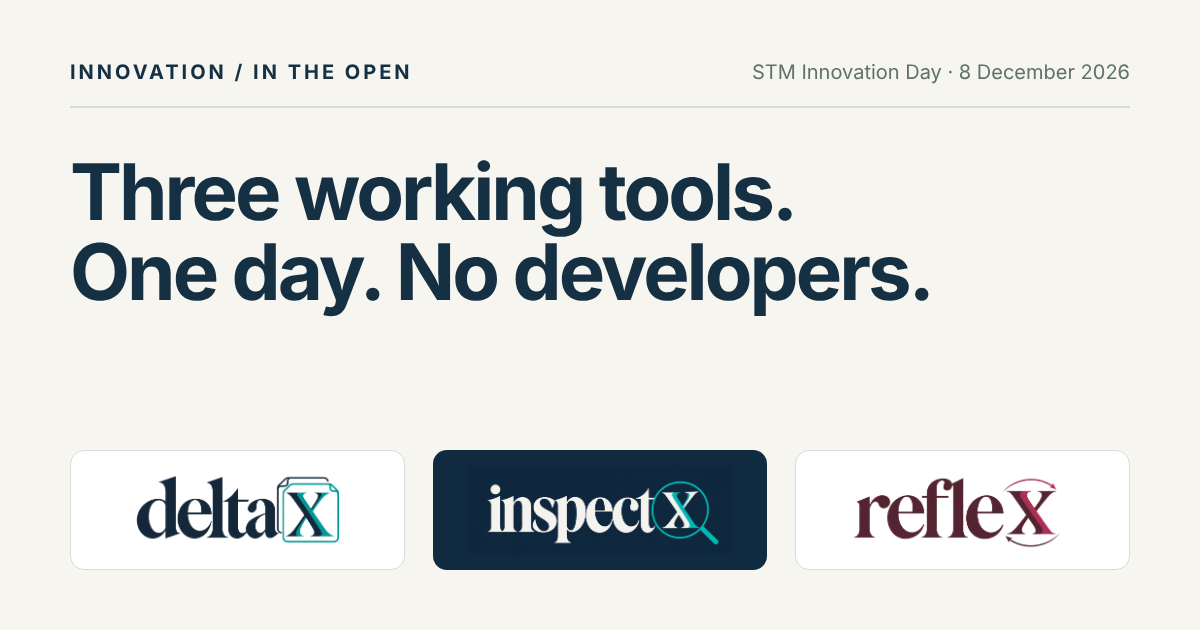 INNOVATION / IN THE OPEN
STM Innovation Day · 8 December 2026
Three working tools.
One day. No developers.
deltaX
inspectX
refleX